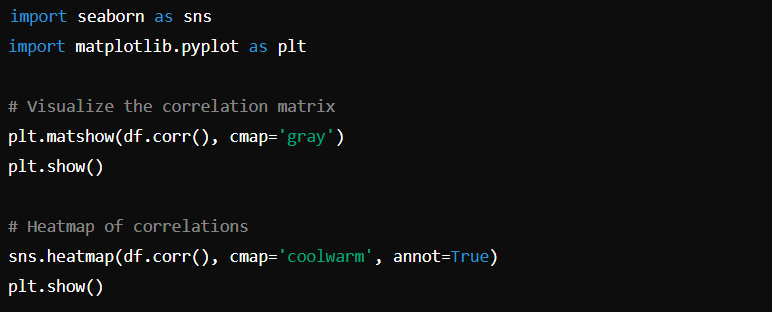 import seaborn as sns
import matplotlib.pyplot as plt
# Visualize the correlation matrix
plt.matshow(df.corr(), cmap='gray')
plt.show()
# Heatmap of correlations
sns.heatmap(df.corr(), cmap='coolwarm', annot=True)
plt.show()